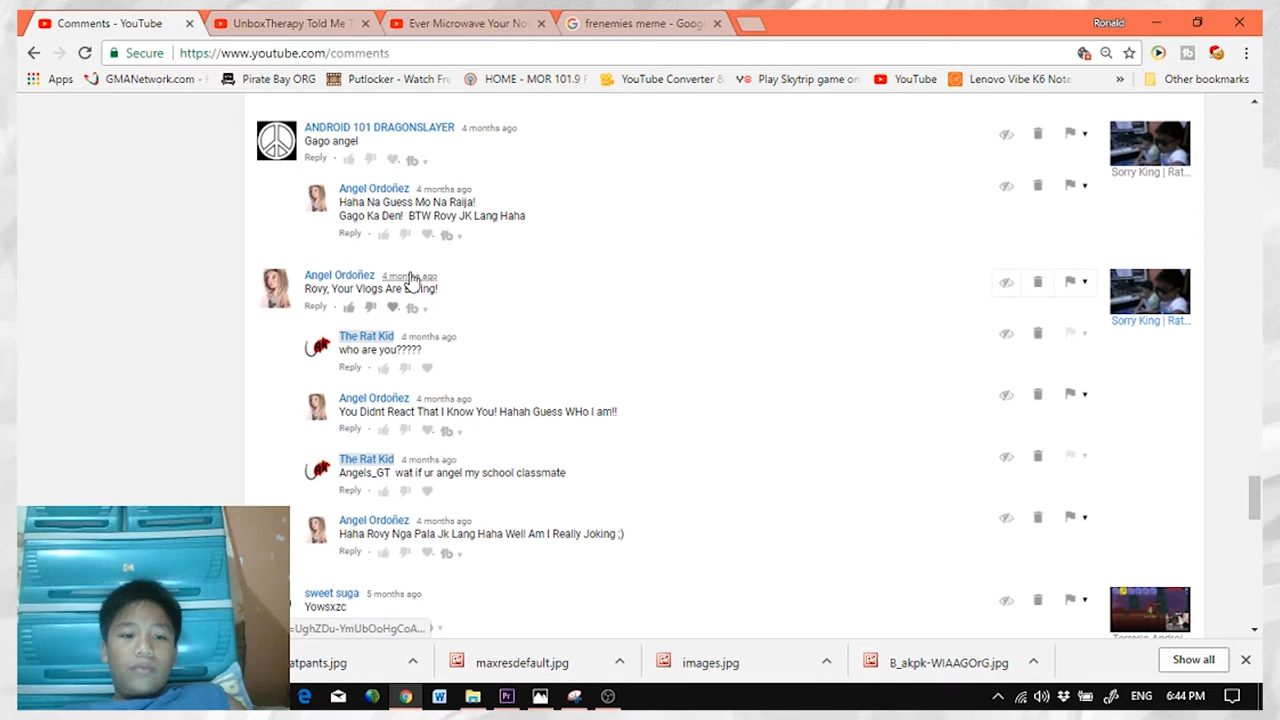 Comments - YouTube
UnboxTherapy Told Me T
Ever Microwave Your No
frenemies meme - Goog
Ronald
Secure https://www.youtube.com/comments
Apps GMANetwork.com - Pirate Bay ORG Putlocker - Watch Fre HOME - MOR 101.9 YouTube Converter & Play Skytrip game on YouTube Lenovo Vibe K6 Note » Other bookmarks
ANDROID 101 DRAGONSLAYER 4 months ago
Gago angel
Reply
Sorry King | Rat...
Angel Ordoñez 4 months ago
Haha Na Guess Mo Na Raija!
Gago Ka Den! BTW Rovy JK Lang Haha
Reply
Angel Ordoñez 4 months ago
Rovy, Your Vlogs Are
Reply
Sorry King | Rat...
The Rat Kid 4 months ago
who are you?????
Reply
Angel Ordoñez 4 months ago
You Didnt React That I Know You! Hahah Guess WHo I am!!
Reply
The Rat Kid 4 months ago
Angels_GT wat if ur angel my school classmate
Reply
Angel Ordoñez 4 months ago
Haha Rovy Nga Pala Jk Lang Haha Well Am I Really Joking ;)
Reply
sweet suga 5 months ago
Yowsxzc
=UghZDu-YmUbOoHgCoA...
atpants.jpg
maxresdefault.jpg
images.jpg
B_akpk-WIAAGOrG.jpg
Show all
ENG 6:44 PM